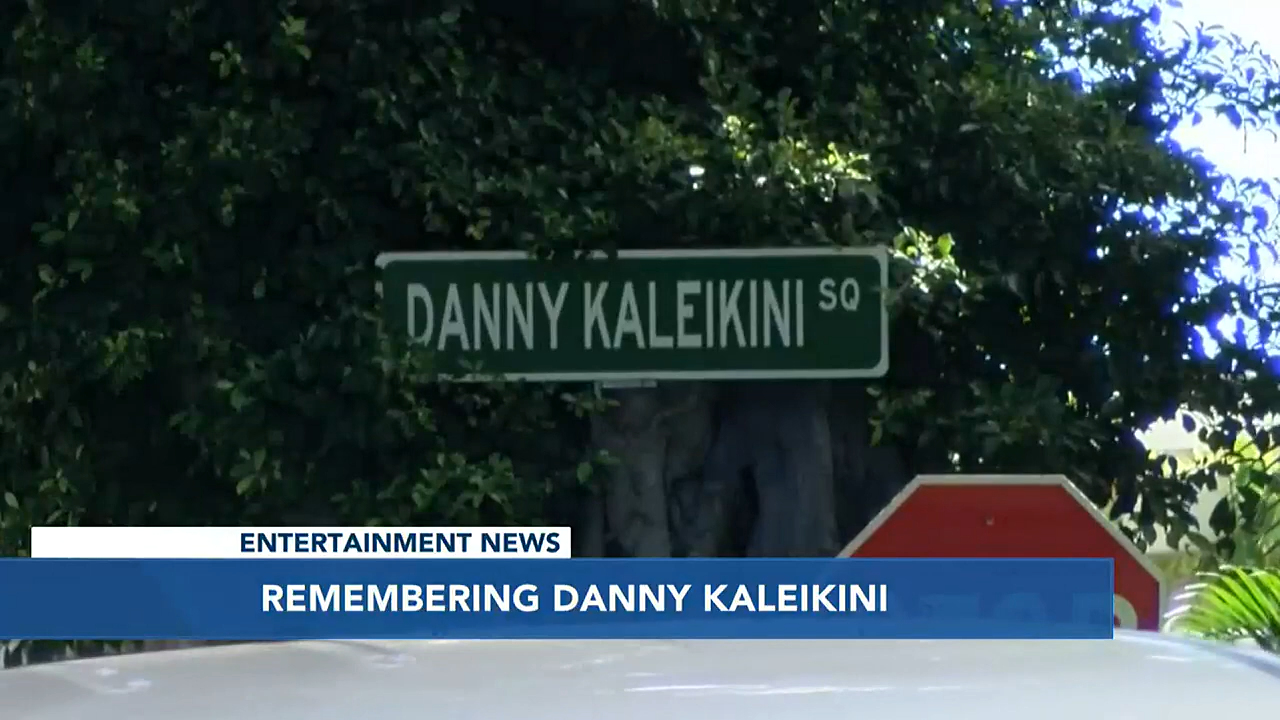 DANNY KALEIKINI SQ
ENTERTAINMENT NEWS
REMEMBERING DANNY KALEIKINI